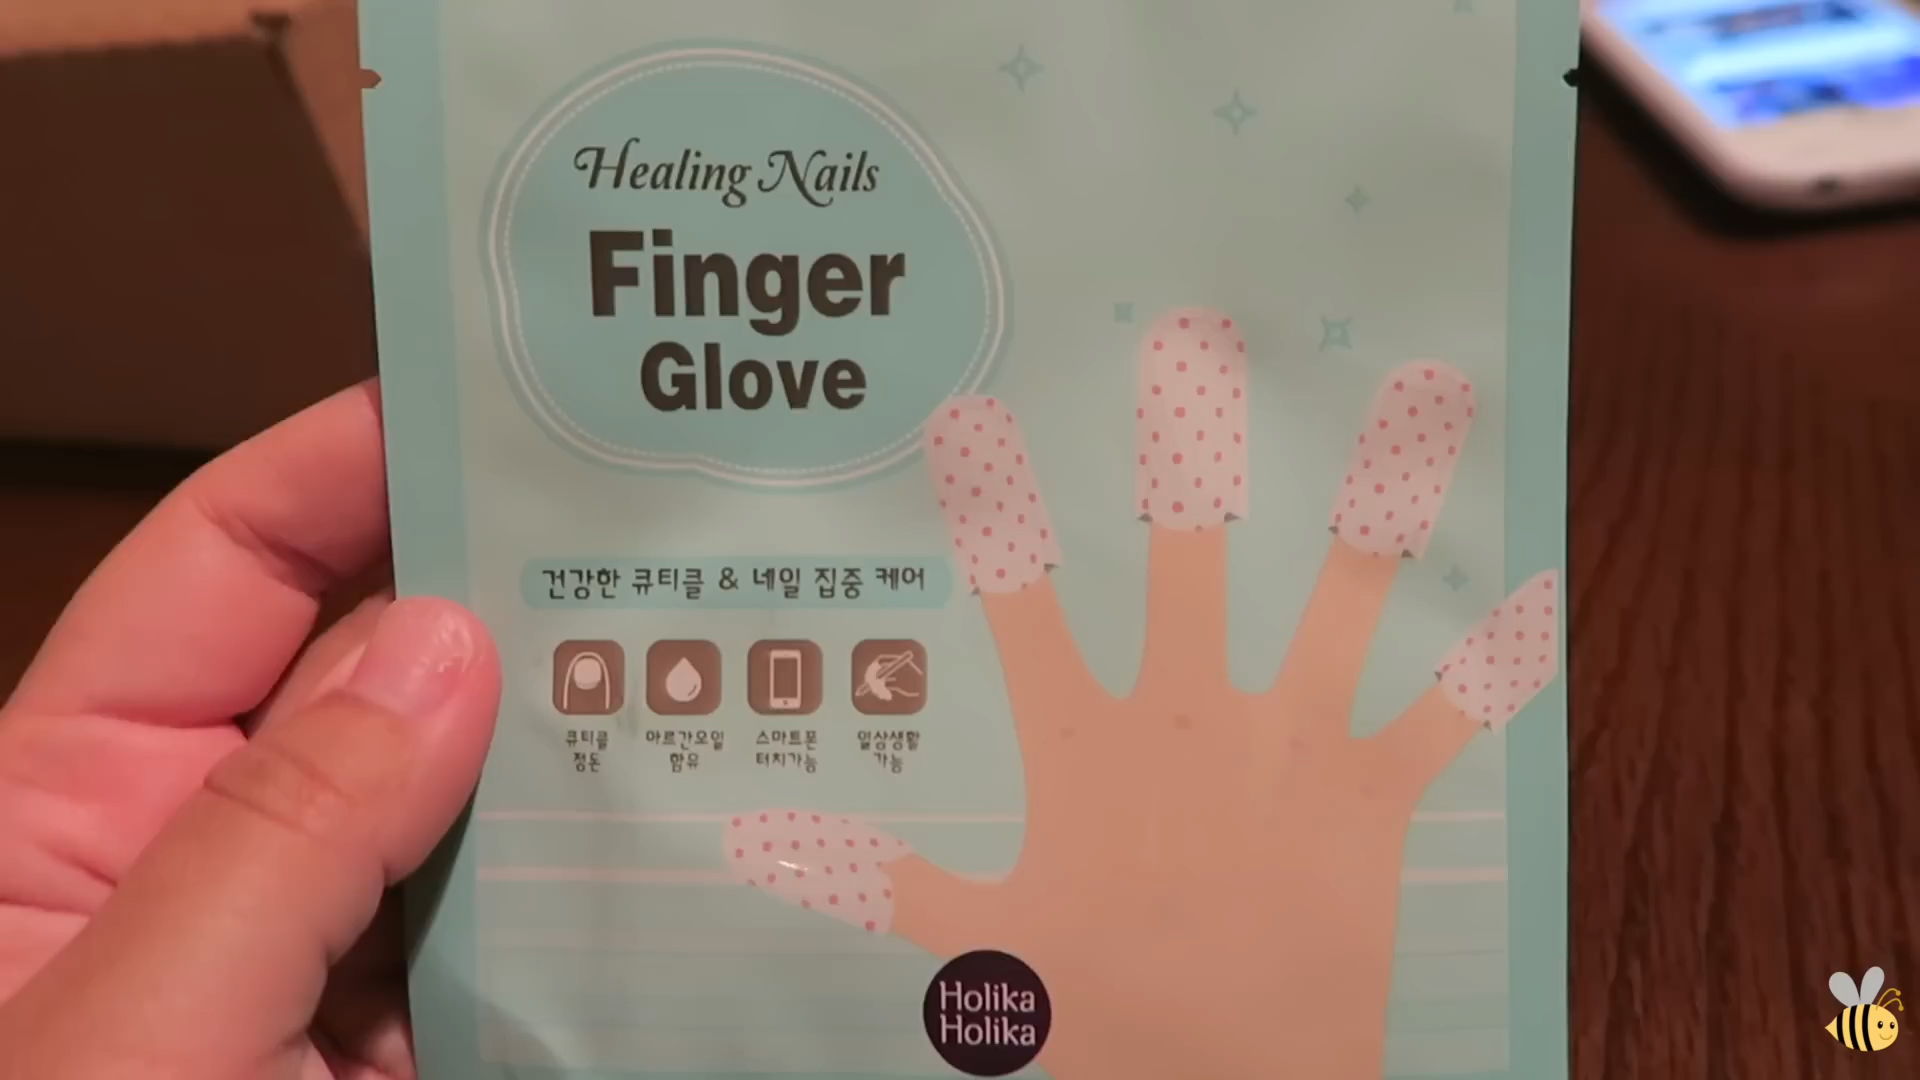 Healing Nails
Finger
Glove
건강한 큐티클 & 네일 집중 케어
큐티클
정돈
아르간오일
함유
스마트폰
터치가능
일상생활
가능
Holika
Holika